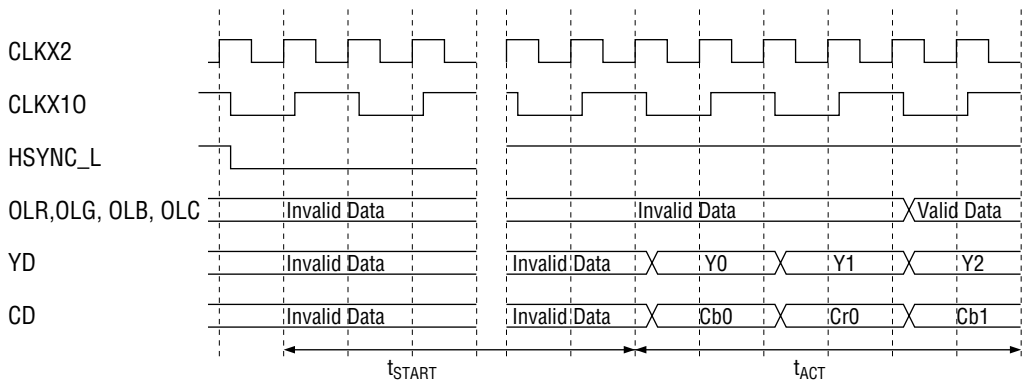 CLKX2
CLKX1O
HSYNC_L
OLR,OLG, OLB, OLC Invalid Data Invalid Data Valid Data
YD Invalid Data Invalid Data Y0 Y1 Y2
CD Invalid Data Invalid Data Cb0 Cr0 Cb1
tSTART tACT